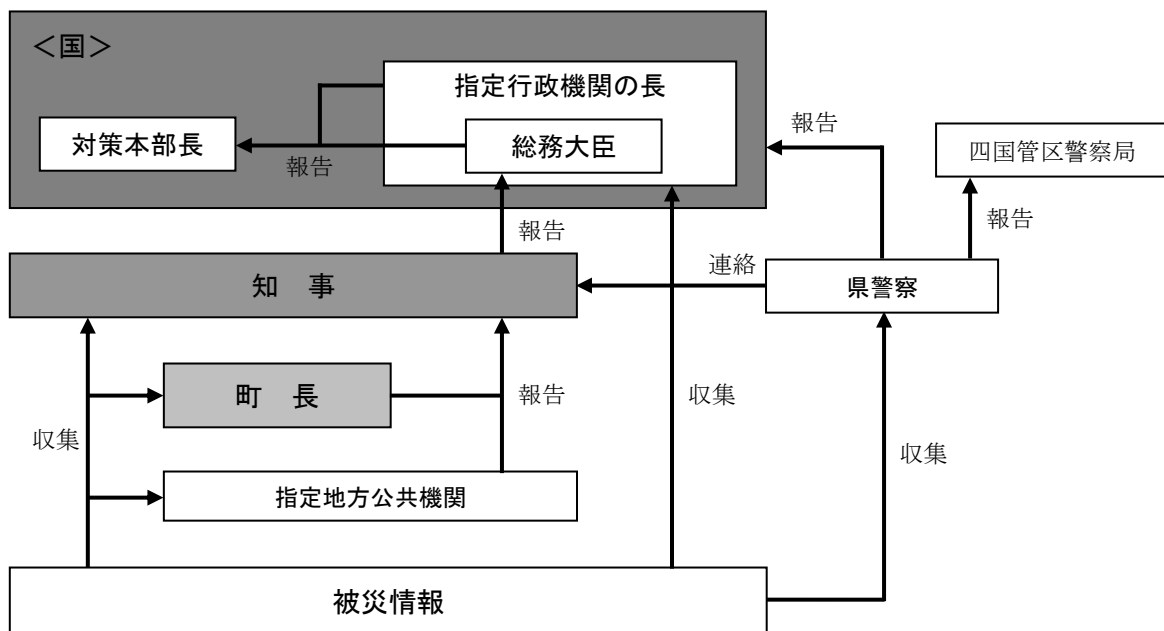 ＜国＞
指定行政機関の長
対策本部長
総務大臣
報告
報告
四国管区警察局
報告
報告
知　事
連絡
県警察
町　長
報告
収集
収集
収集
指定地方公共機関
被災情報